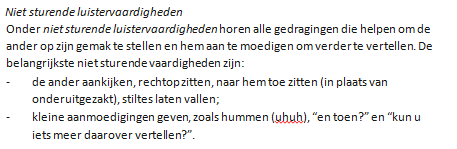 Niet sturende luistervaardigheden
Onder niet sturende luistervaardigheden horen alle gedragingen die helpen om de
ander op zijn gemak te stellen en hem aan te moedigen om verder te vertellen. De
belangrijkste niet sturende vaardigheden zijn:
- de ander aankijken, rechtop zitten, naar hem toe zitten (in plaats van
onderuitgezakt), stiltes laten vallen;
- kleine aanmoedigingen geven, zoals hummen (uhuh), “en toen?” en “kun u
iets meer daarover vertellen?”.